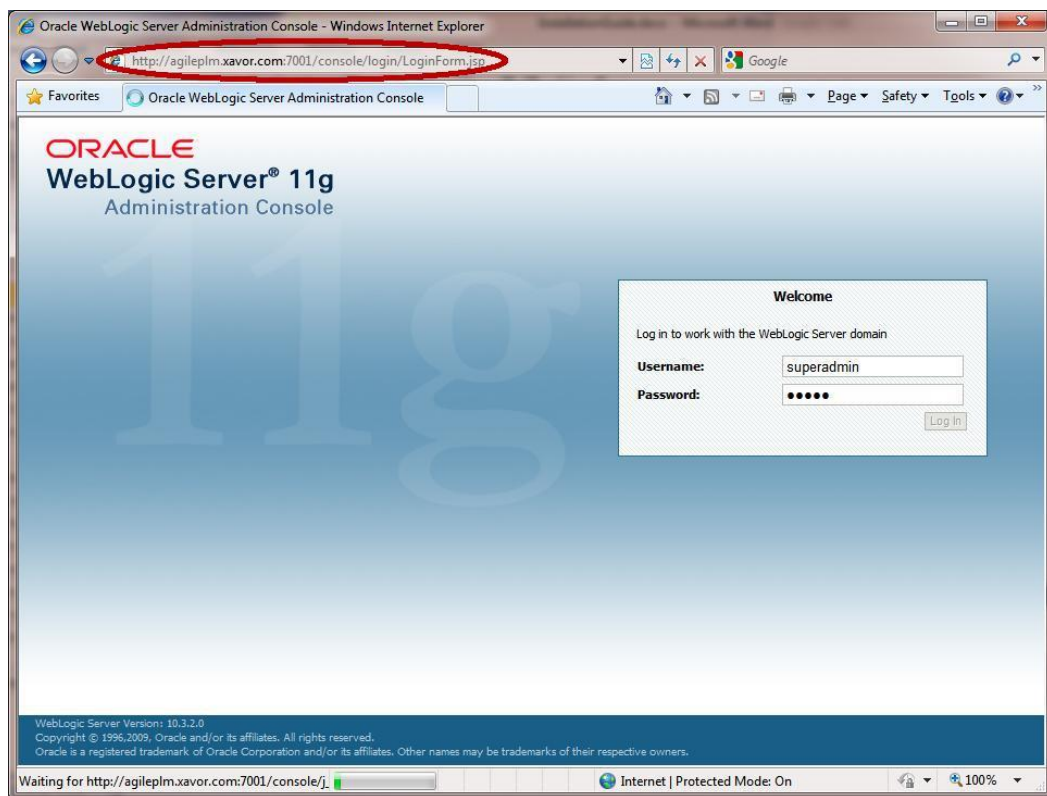 Oracle WebLogic Server Administration Console - Windows Internet Explorer
http://agileplm.xavor.com:7001/console/login/LoginForm.jsp
Google
Favorites
Oracle WebLogic Server Administration Console
Page
Safety
Tools
ORACLE
WebLogic Server® 11g
Administration Console
11g
Welcome
Log in to work with the WebLogic Server domain
Username: superadmin
Password: •••••
Log In
WebLogic Server Version: 10.3.2.0
Copyright © 1996,2009, Oracle and/or its affiliates. All rights reserved.
Oracle is a registered trademark of Oracle Corporation and/or its affiliates. Other names may be trademarks of their respective owners.
Waiting for http://agileplm.xavor.com:7001/console/j_
Internet | Protected Mode: On
100%